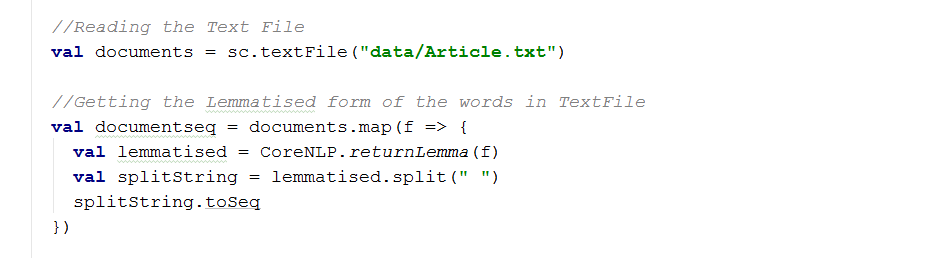 //Reading the Text File
val documents = sc.textFile("data/Article.txt")
//Getting the Lemmatised form of the words in TextFile
val documentseq = documents.map(f => {
val lemmatised = CoreNLP.returnLemma(f)
val splitString = lemmatised.split(" ")
splitString.toSeq
})